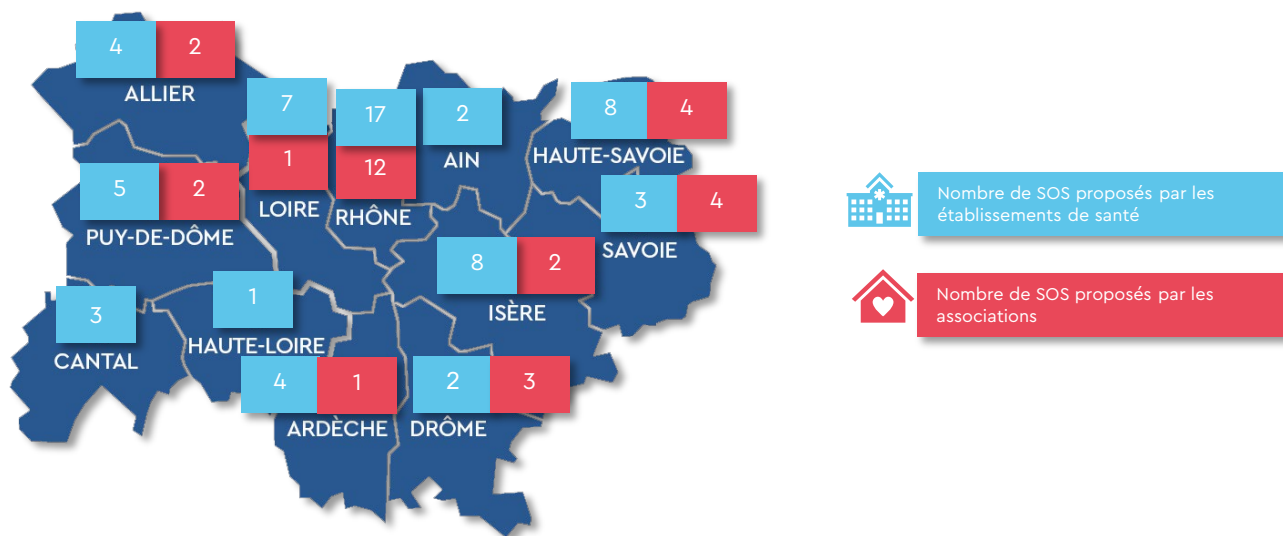 4 2
ALLIER
7
1
LOIRE
17
12
RHÔNE
2
AIN
8 4
HAUTE-SAVOIE
5 2
PUY-DE-DÔME
3 4
SAVOIE
8 2
ISÈRE
3
CANTAL
1
HAUTE-LOIRE
4 1
ARDÈCHE
2 3
DRÔME
Nombre de SOS proposés par les
établissements de santé
Nombre de SOS proposés par les
associations